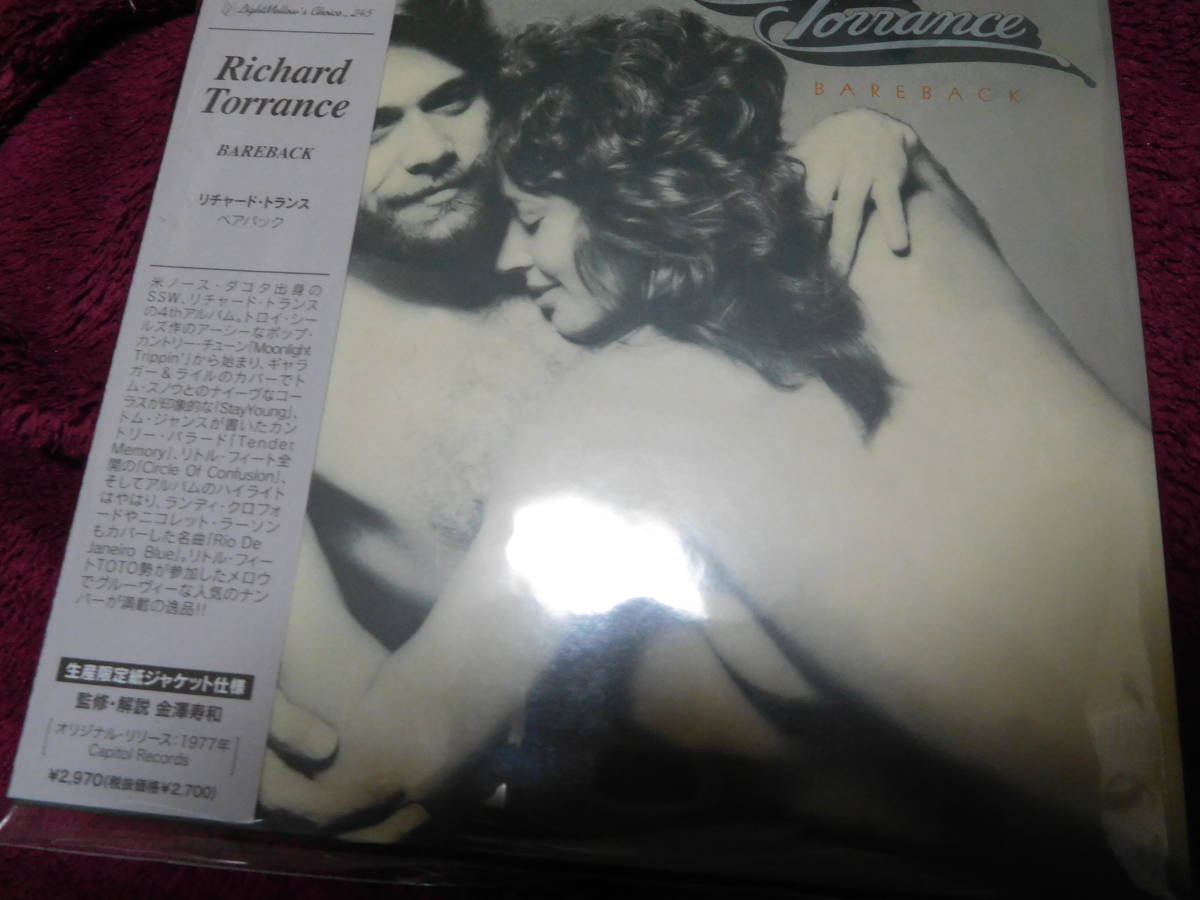 LightMellow's Choice_ 245
Richard
Torrance
BAREBACK
リチャード・トランス
ベアバック
米ノース・ダコタ出身の
SSW、リチャード・トランス
の4thアルバム。トロイ・シー
ルズ作のアーシーなポップ・
カントリー・チューン「Moonlight
Trippin'」から始まり、ギャラ
ガー＆ライルのカバーでト
ム・スノウとのナイーヴなコー
ラスが印象的な「StayYoung」、
トム・ジャンスが書いたカン
トリー・バラード「Tender
Memory」、リトル・フィート全
開の「Circle Of Confusion」、
そしてアルバムのハイライト
はやはり、ランディ・クロフォ
ードやニコレット・ラーソン
もカバーした名曲「Rio De
Janeiro Blue」。リトル・フィー
トTOTO勢が参加したメロウ
でグルーヴィーな人気のナン
バーが満載の逸品!!
生産限定紙ジャケット仕様
監修・解説 金澤寿和
オリジナル・リリース:1977年
Capitol Records
¥2,970(税抜価格¥2,700)
Torrance
BAREBACK